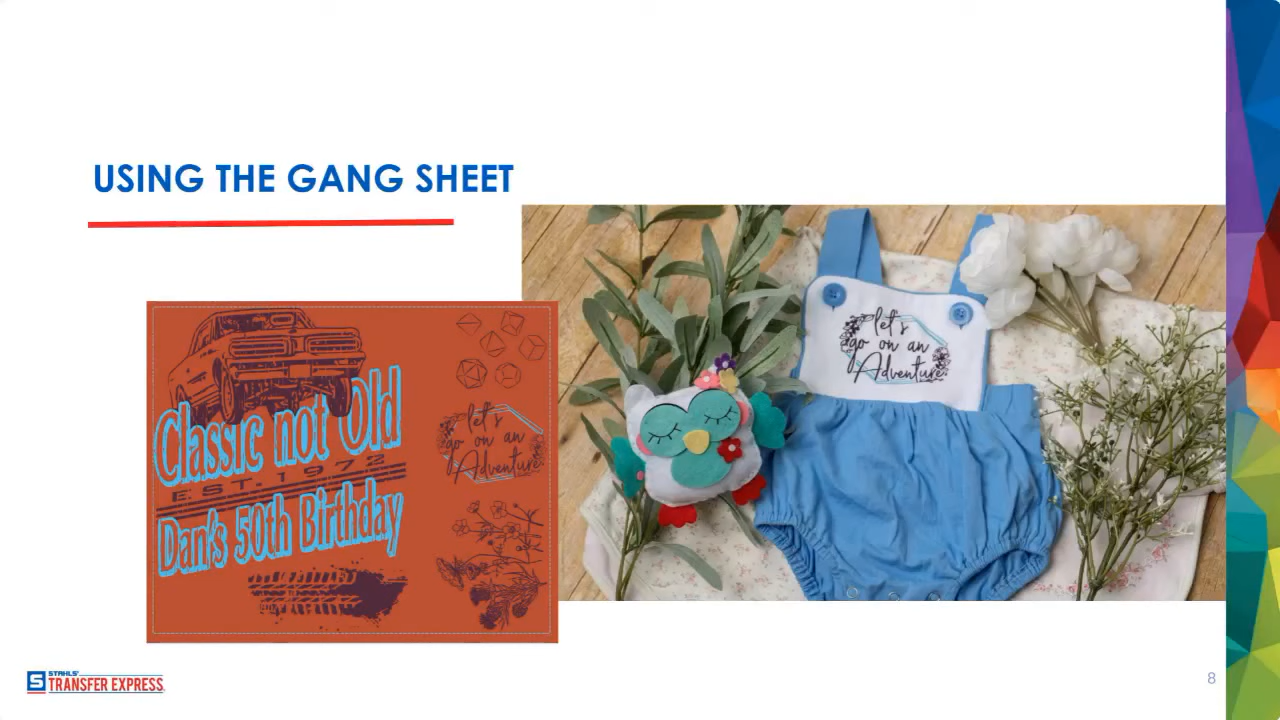 USING THE GANG SHEET
Classic not Old
EST. 1972
Dan's 50th Birthday
let's
go on an
Adventure
let's
go on an
Adventure
S STAHLS'
TRANSFER EXPRESS
8